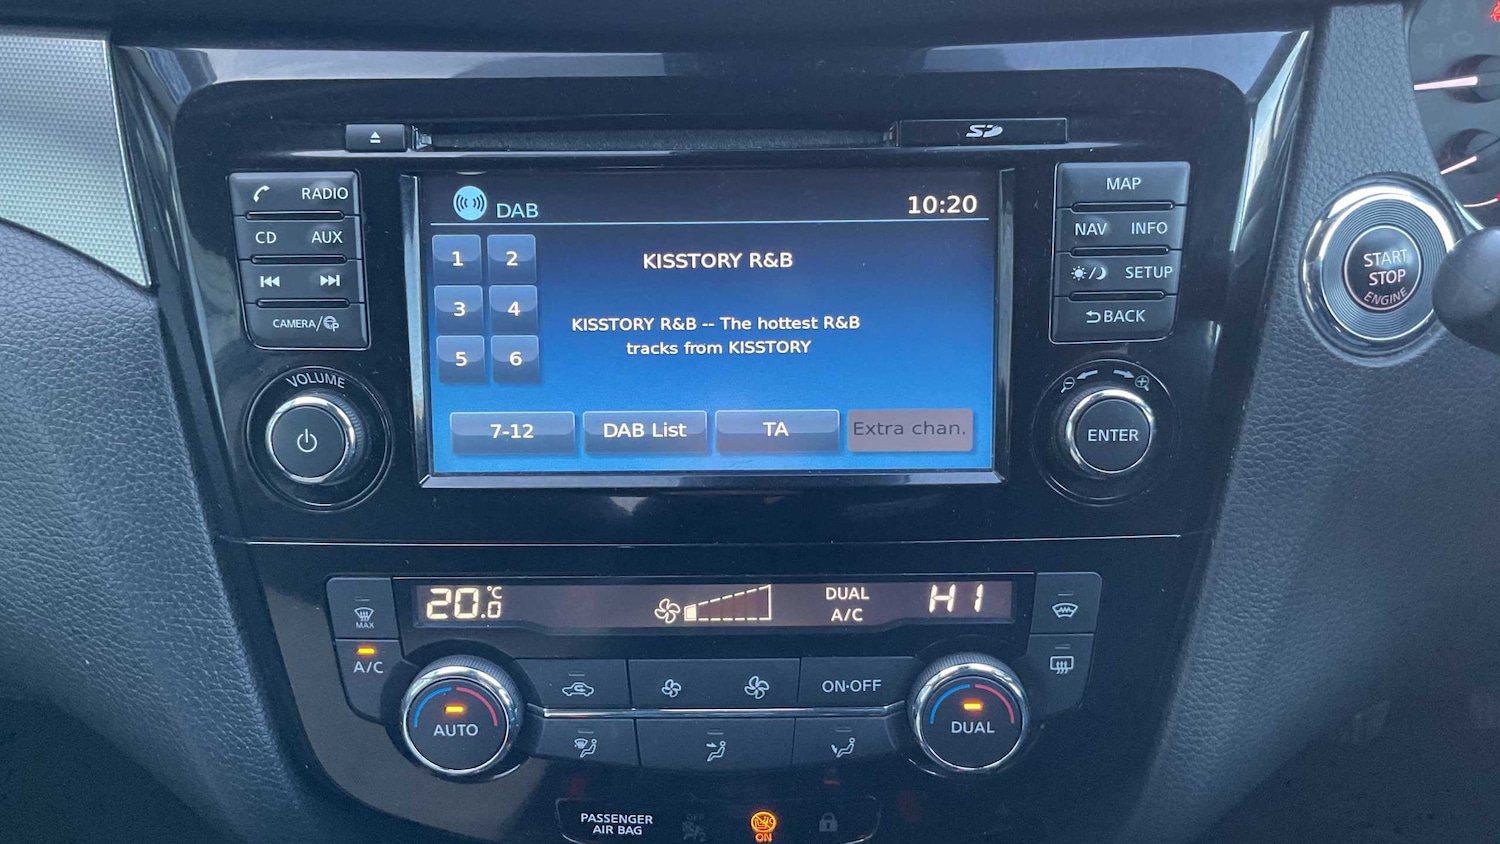 SD
RADIO
CD AUX
CAMERA/
VOLUME
DAB 10:20
1 2
3 4
5 6
KISSTORY R&B
KISSTORY R&B -- The hottest R&B
tracks from KISSTORY
7-12 DAB List TA Extra chan.
MAP
NAV INFO
SETUP
BACK
ENTER
START
STOP
ENGINE
20.0 °C
DUAL
A/C
HI
MAX
A/C
AUTO
ON·OFF
DUAL
PASSENGER
AIR BAG
ON